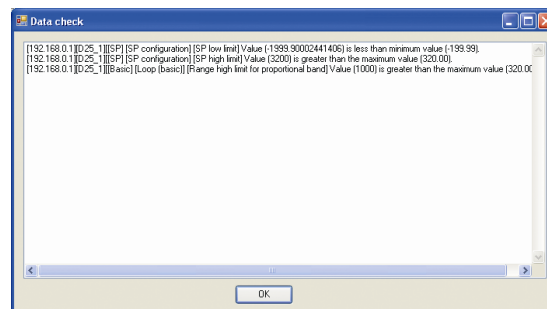 Data check
[192.168.0.1][D25_1][[SP] [SP configuration] [SP low limit] Value (-1999.90002441406) is less than minimum value (-199.99).
[192.168.0.1][D25_1][[SP] [SP configuration] [SP high limit] Value (3200) is greater than the maximum value (320.00).
[192.168.0.1][D25_1][[Basic] [Loop (basic)] [Range high limit for proportional band] Value (1000) is greater than the maximum value (320.00
OK